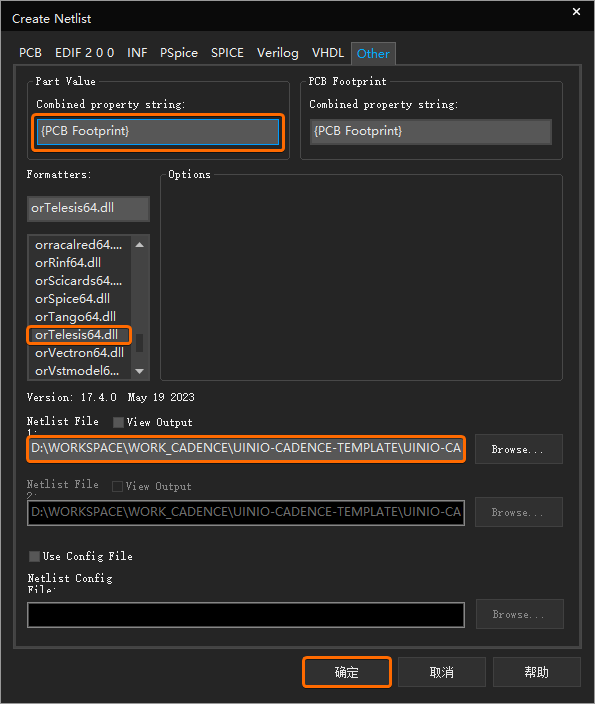 Create Netlist
PCB EDIF 2 0 0 INF PSpice SPICE Verilog VHDL Other
Part Value
Combined property string:
{PCB Footprint}
PCB Footprint
Combined property string:
{PCB Footprint}
Formatters:
orTelesis64.dll
orracalred64....
orRinf64.dll
orScicards64....
orSpice64.dll
orTango64.dll
orTelesis64.dll
orVectron64.dll
orVstmodel6...
Options
Version: 17.4.0 May 19 2023
Netlist File
1:
View Output
D:\WORKSPACE\WORK_CADENCE\UINIO-CADENCE-TEMPLATE\UINIO-CA
Browse...
Netlist File
2:
View Output
D:\WORKSPACE\WORK_CADENCE\UINIO-CADENCE-TEMPLATE\UINIO-CA
Browse...
Use Config File
Netlist Config
File:
Browse...
确定 取消 帮助